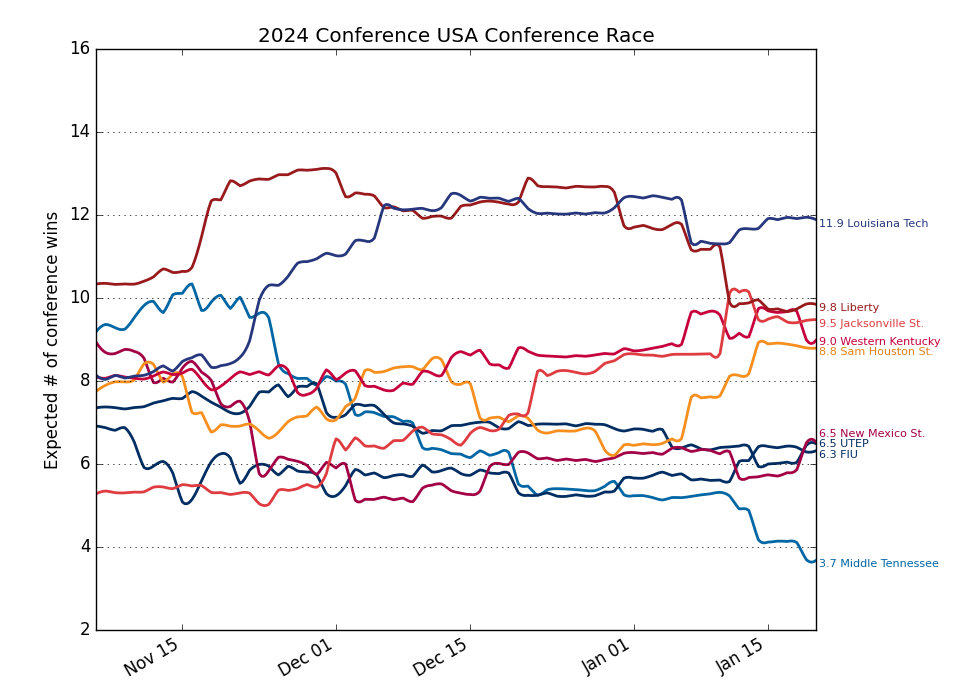 2024 Conference USA Conference Race
Expected # of conference wins
16
14
12
10
8
6
4
2
11.9 Louisiana Tech
9.8 Liberty
9.5 Jacksonville St.
9.0 Western Kentucky
8.8 Sam Houston St.
6.5 New Mexico St.
6.5 UTEP
6.3 FIU
3.7 Middle Tennessee
Nov 15
Dec 01
Dec 15
Jan 01
Jan 15